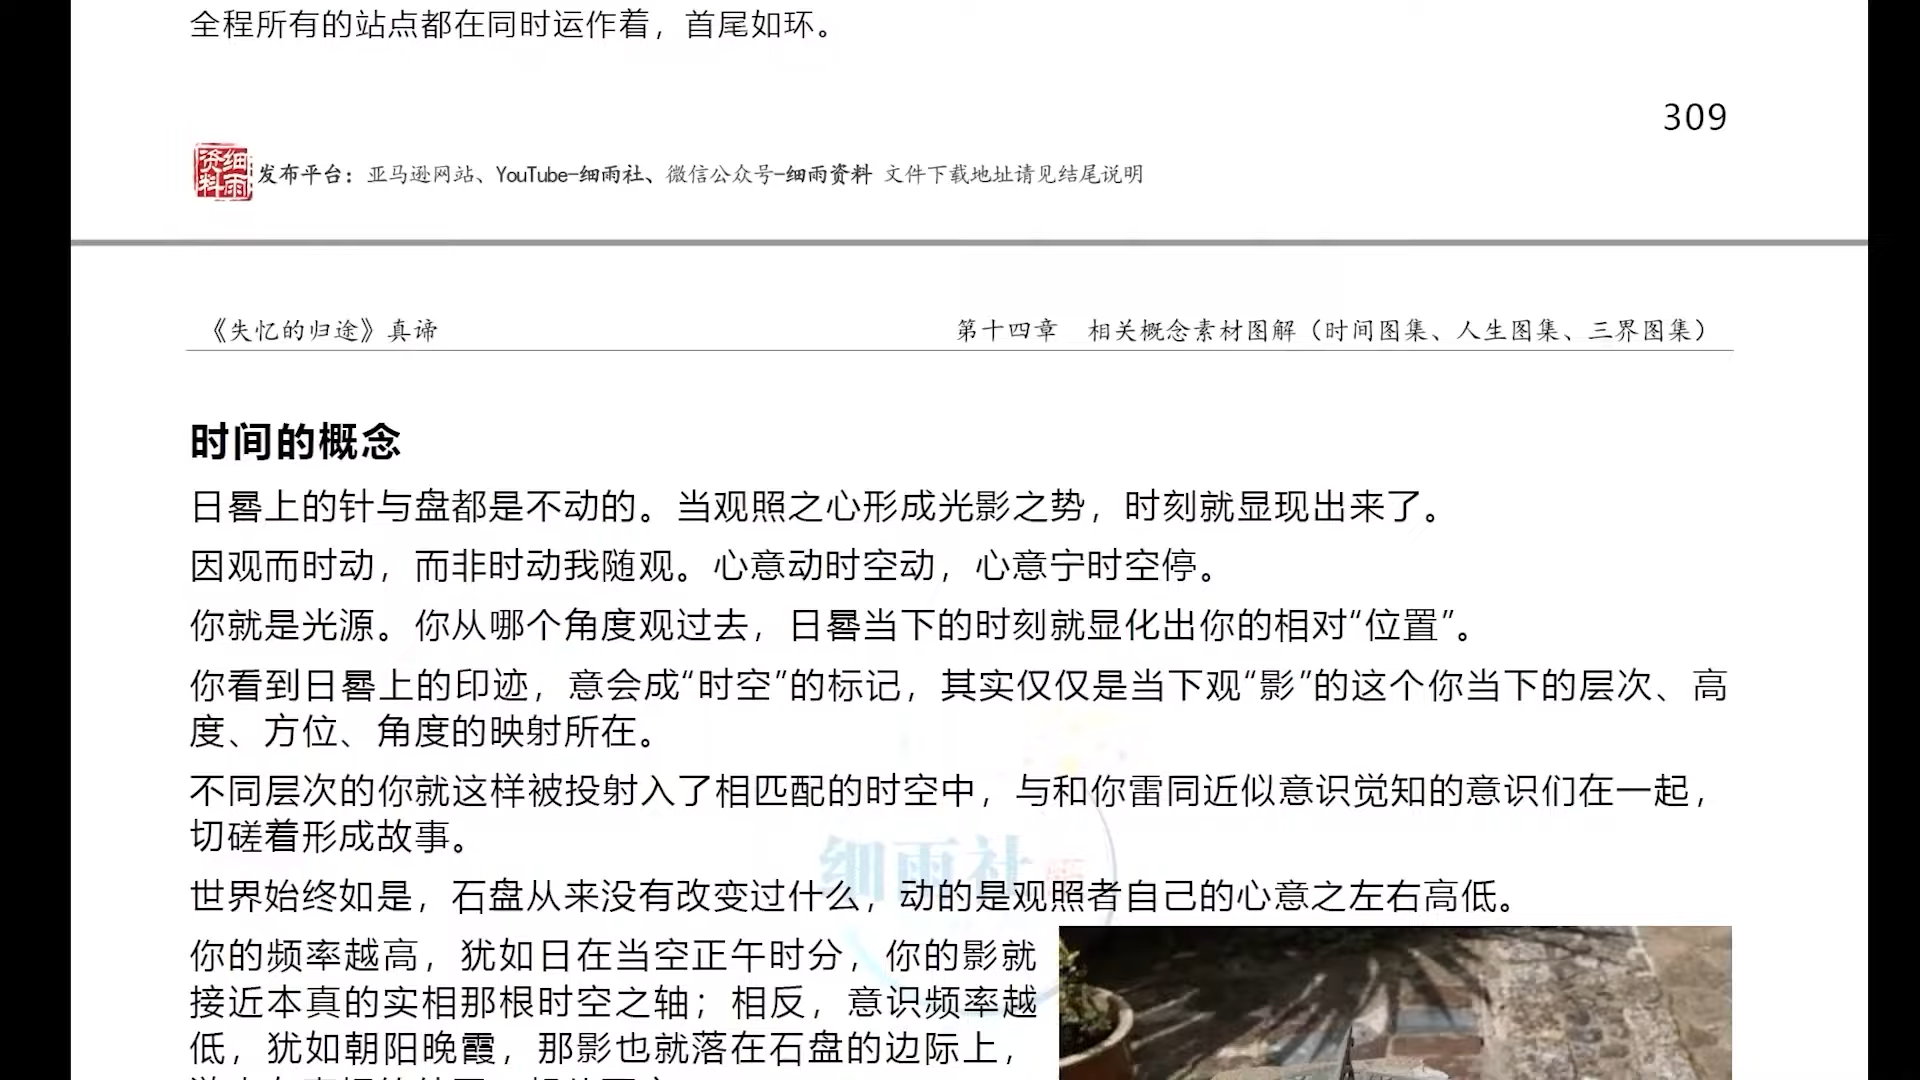 全程所有的站点都在同时运作着，首尾如环。
309
细雨资料
发布平台：亚马逊网站、YouTube-细雨社、微信公众号-细雨资料 文件下载地址请见结尾说明
《失忆的归途》真谛 第十四章 相关概念素材图解（时间图集、人生图集、三界图集）
时间的概念
日晷上的针与盘都是不动的。当观照之心形成光影之势，时刻就显现出来了。
因观而时动，而非时动我随观。心意动时空动，心意宁时空停。
你就是光源。你从哪个角度观过去，日晷当下的时刻就显化出你的相对“位置”。
你看到日晷上的印迹，意会成“时空”的标记，其实仅仅是当下观“影”的这个你当下的层次、高
度、方位、角度的映射所在。
不同层次的你就这样被投射入了相匹配的时空中，与和你雷同近似意识觉知的意识们在一起，
切磋着形成故事。
细雨社
世界始终如是，石盘从来没有改变过什么，动的是观照者自己的心意之左右高低。
你的频率越高，犹如日在当空正午时分，你的影就
接近本真的实相那根时空之轴；相反，意识频率越
低，犹如朝阳晚霞，那影也就落在石盘的边际上，